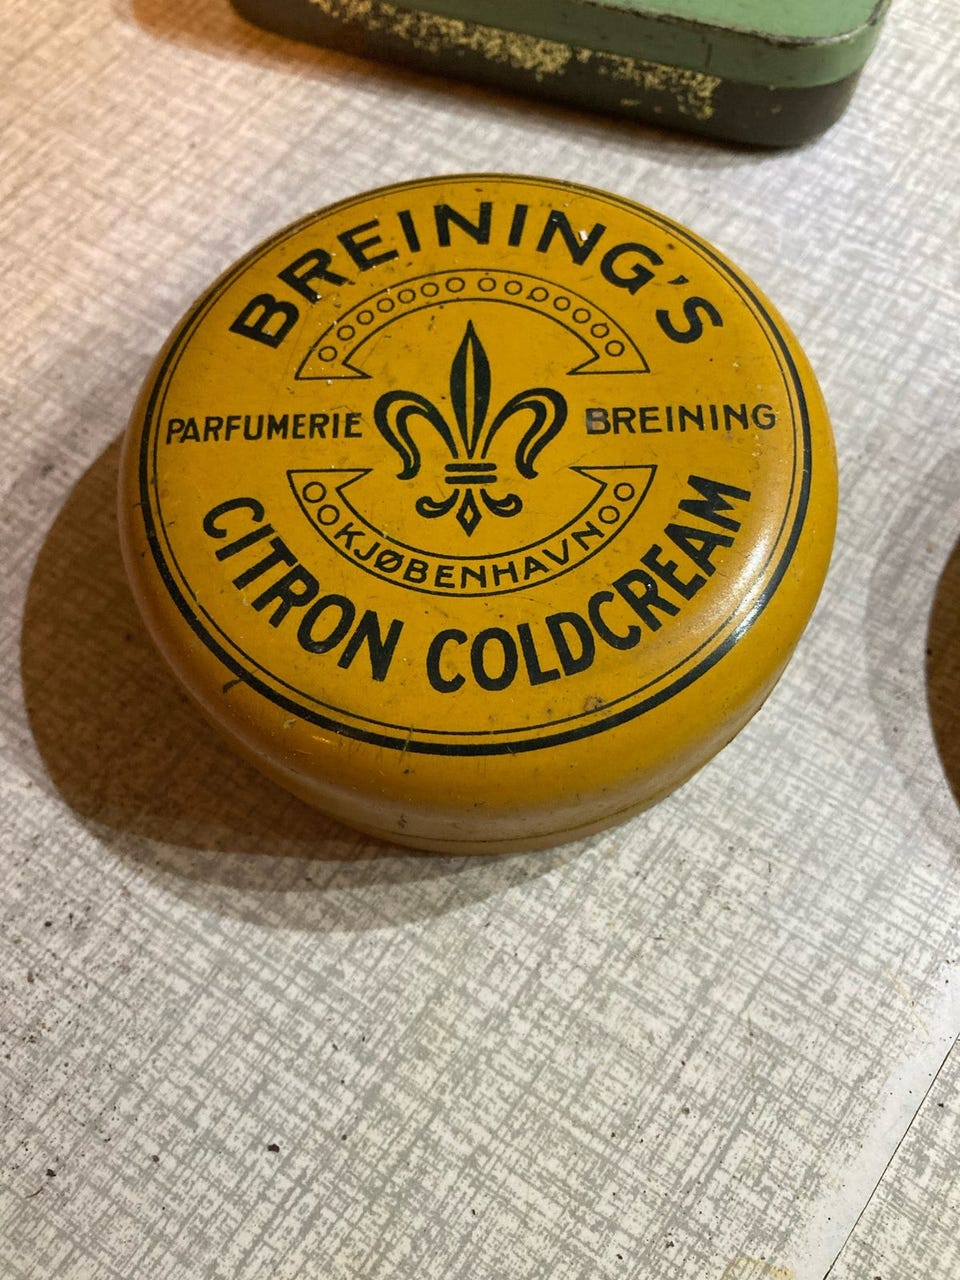 BREINING'S
PARFUMERIE BREINING
KJØBENHAVN
CITRON COLDCREAM